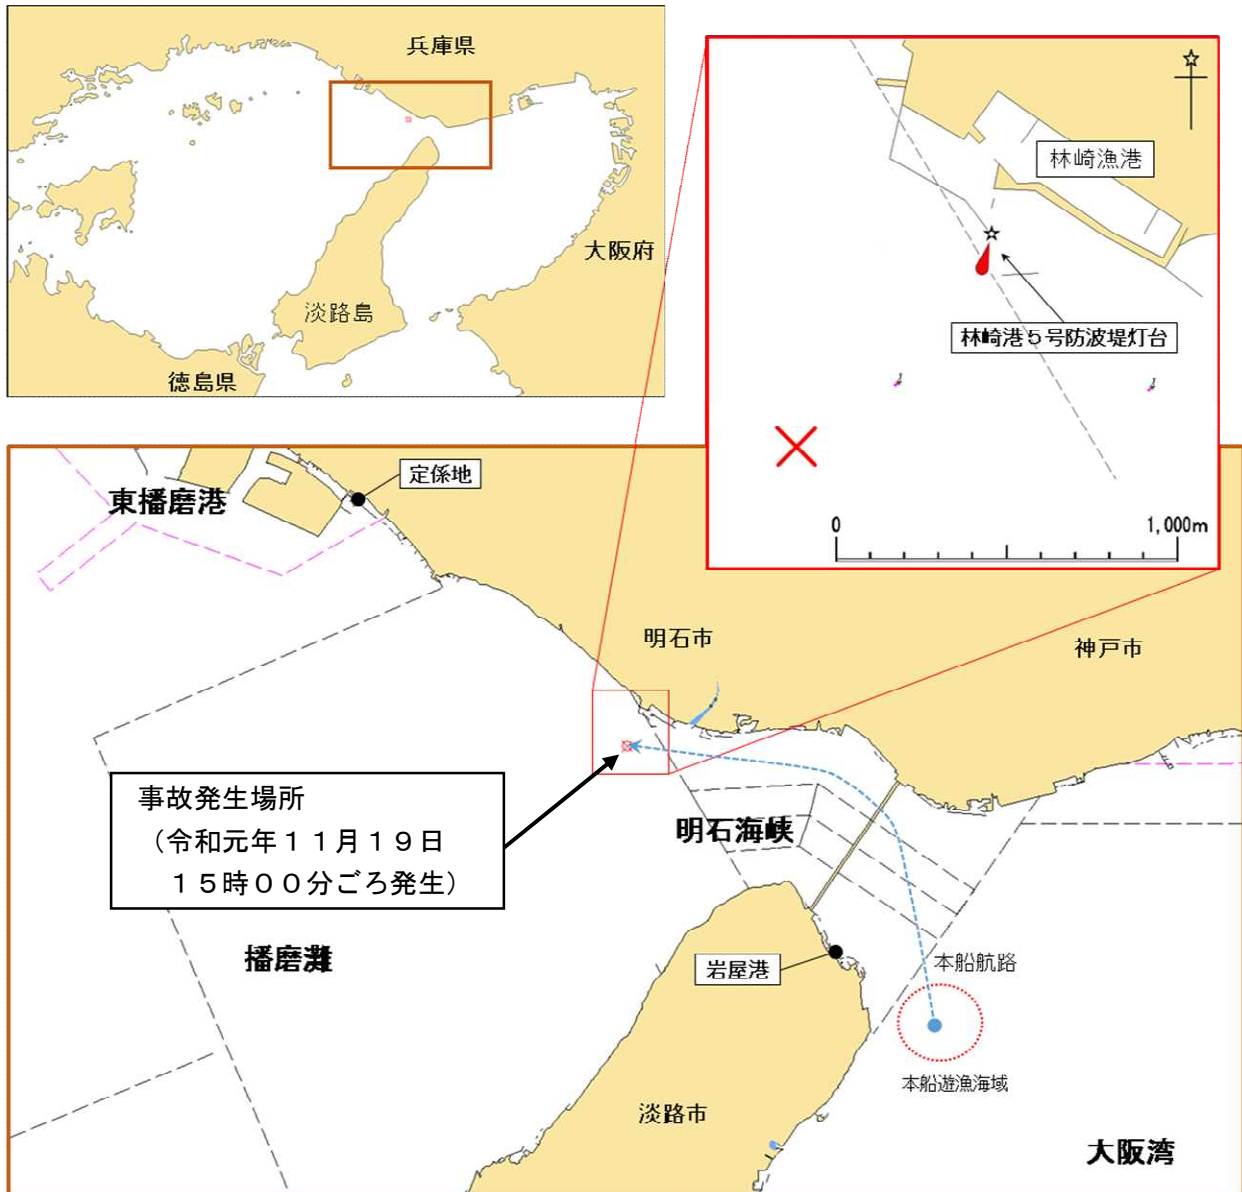 兵庫県
大阪府
淡路島
徳島県
林崎漁港
林崎港５号防波堤灯台
0
1,000m
東播磨港
定係地
明石市
神戸市
事故発生場所
（令和元年１１月１９日
１５時００分ごろ発生）
明石海峡
播磨灘
岩屋港
本船航路
本船遊漁海域
淡路市
大阪湾